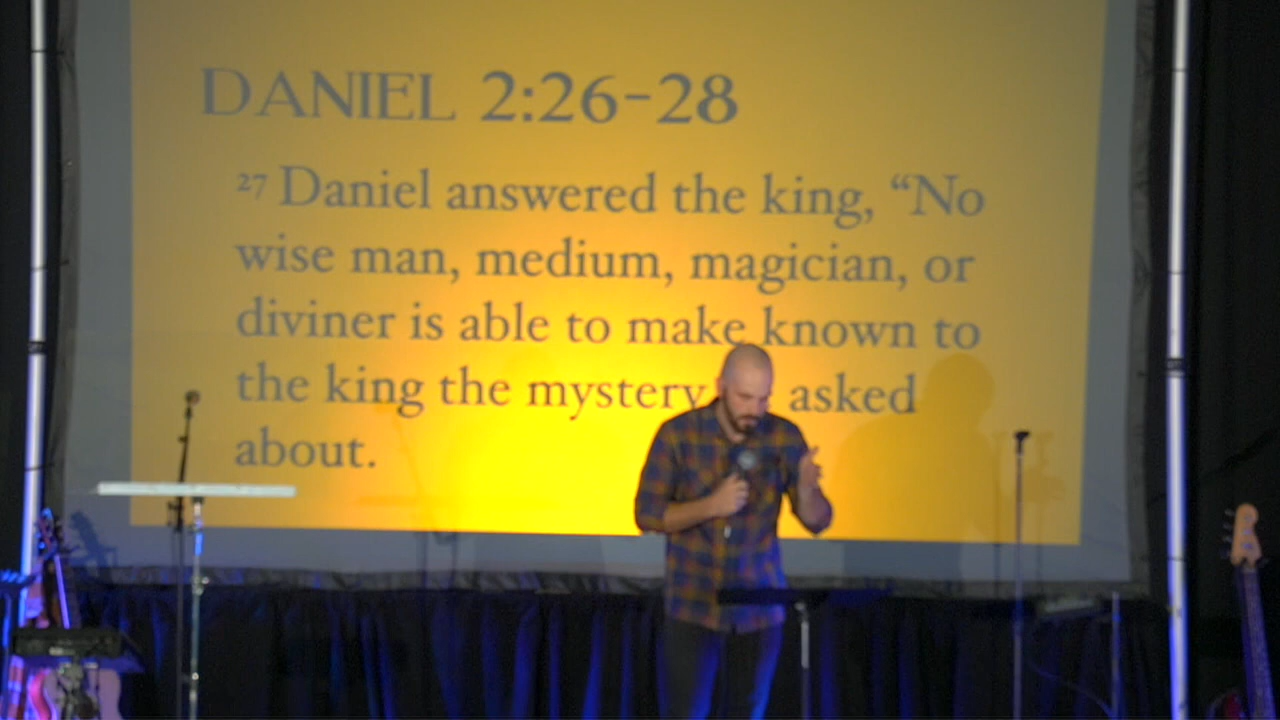 DANIEL 2:26-28
27 Daniel answered the king, “No
wise man, medium, magician, or
diviner is able to make known to
the king the mystery asked
about.